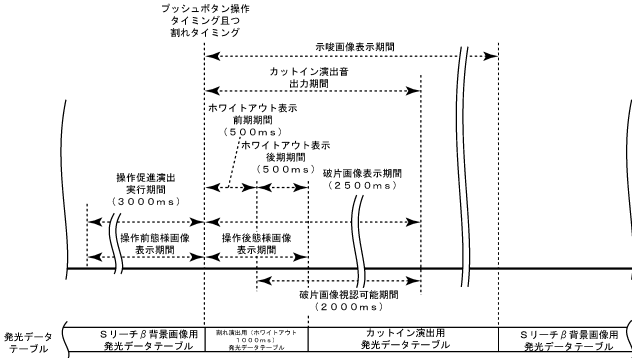 プッシュボタン操作
タイミング且つ
割れタイミング
示唆画像表示期間
カットイン演出音
出力期間
ホワイトアウト表示
前期期間
(500ms)
ホワイトアウト表示
後期期間
(500ms)
破片画像表示期間
(2500ms)
操作促進演出
実行期間
(3000ms)
操作前態様画像
表示期間
操作後態様画像
表示期間
破片画像視認可能期間
(2000ms)
発光データ
テーブル
Sリーチβ背景画像用
発光データテーブル
割れ演出用(ホワイトアウト
1000ms)
発光データテーブル
カットイン演出用
発光データテーブル
Sリーチβ背景画像用
発光データテーブル